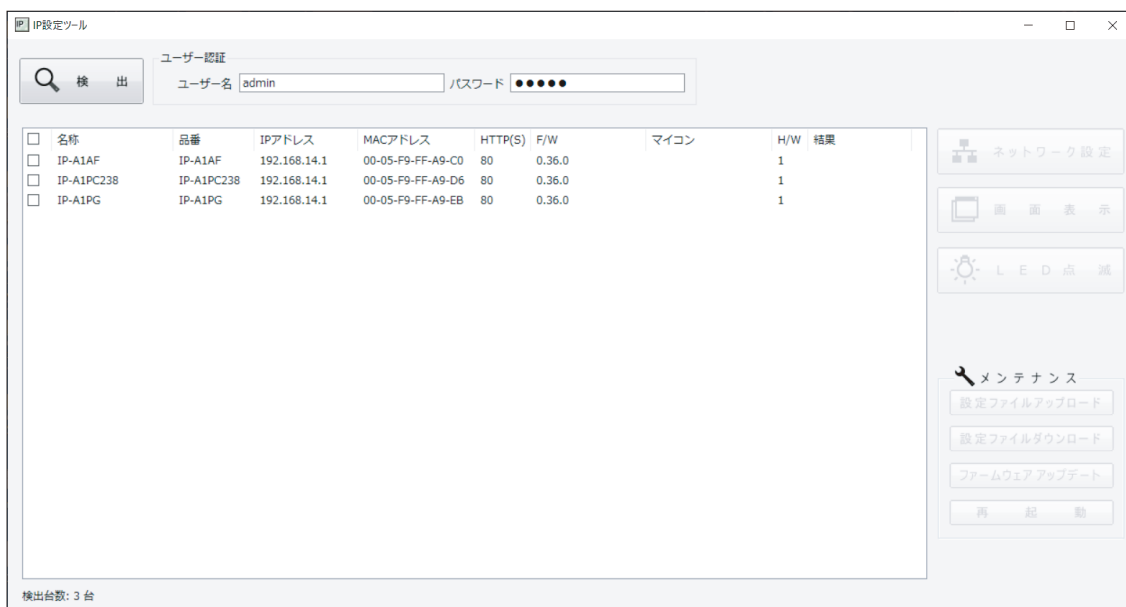 IP IP設定ツール
検 出
ユーザー認証
ユーザー名 admin パスワード ●●●●●
名称 品番 IPアドレス MACアドレス HTTP(S) F/W マイコン H/W 結果
IP-A1AF IP-A1AF 192.168.14.1 00-05-F9-FF-A9-C0 80 0.36.0 1
IP-A1PC238 IP-A1PC238 192.168.14.1 00-05-F9-FF-A9-D6 80 0.36.0 1
IP-A1PG IP-A1PG 192.168.14.1 00-05-F9-FF-A9-EB 80 0.36.0 1
ネットワーク設定
画 面 表 示
LED点 滅
メンテナンス
設定ファイルアップロード
設定ファイルダウンロード
ファームウェア アップデート
再 起 動
検出台数: 3 台